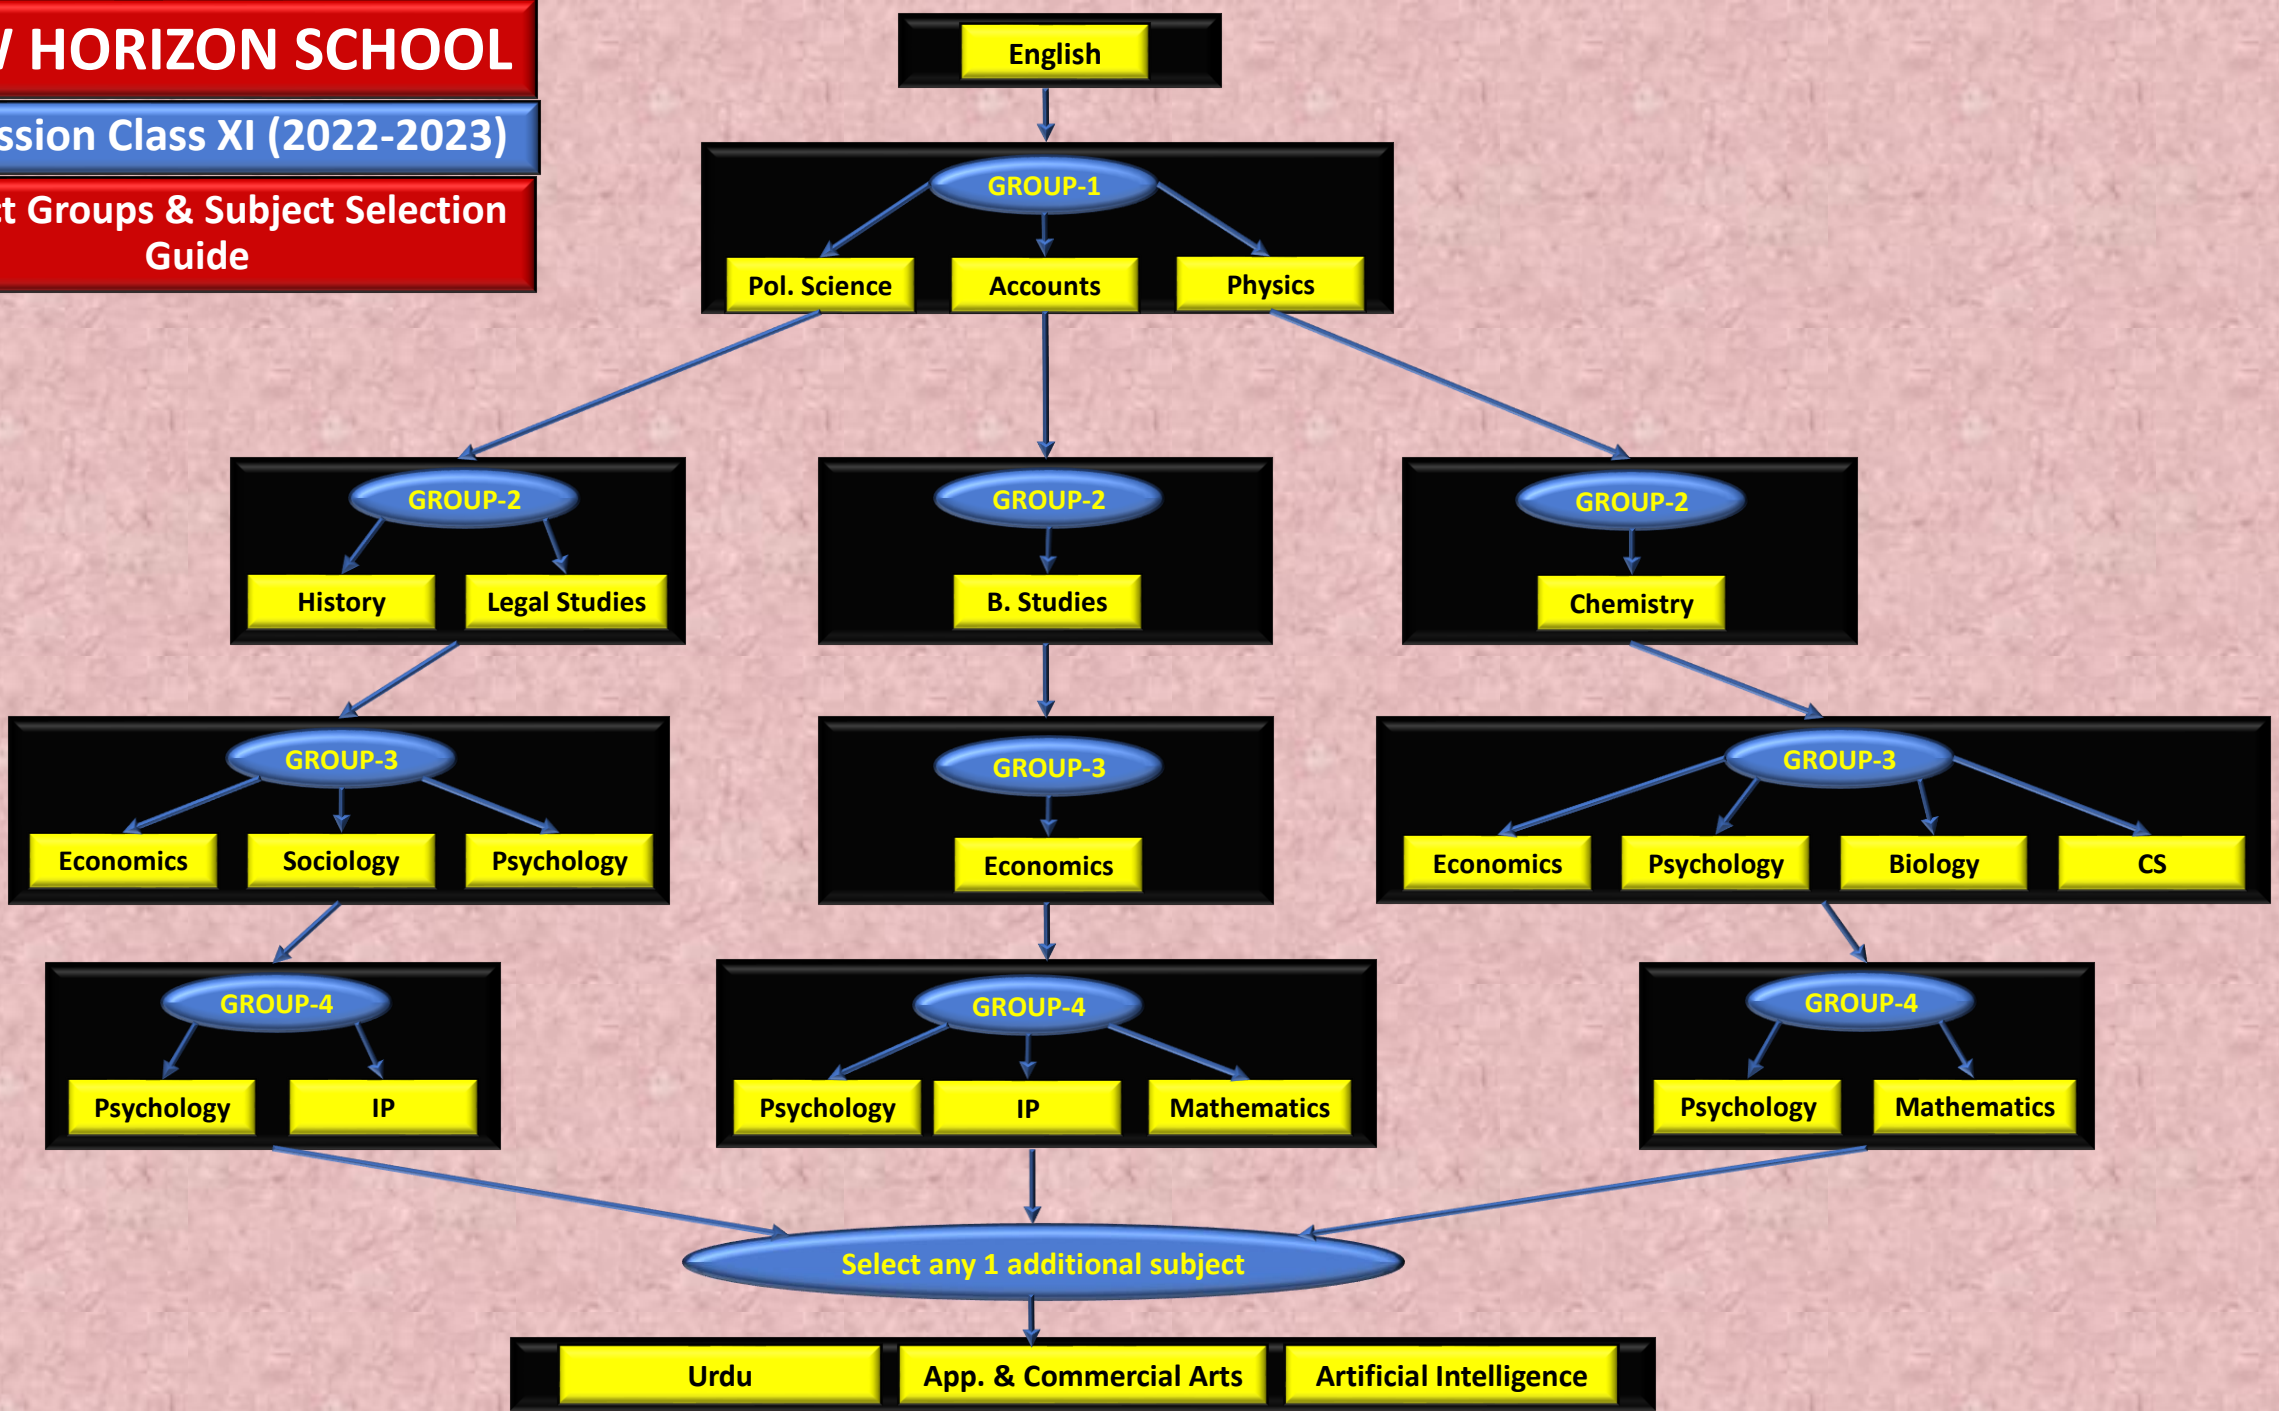 HORIZON SCHOOL
Class XI (2022-2023)
Groups & Subject Selection
Guide
English
GROUP-1
Pol. Science
Accounts
Physics
GROUP-2
GROUP-2
GROUP-2
History
Legal Studies
B. Studies
Chemistry
GROUP-3
GROUP-3
GROUP-3
Economics
Sociology
Psychology
Economics
Economics
Psychology
Biology
CS
GROUP-4
GROUP-4
GROUP-4
Psychology
IP
Psychology
IP
Mathematics
Psychology
Mathematics
Select any 1 additional subject
Urdu
App. & Commercial Arts
Artificial Intelligence